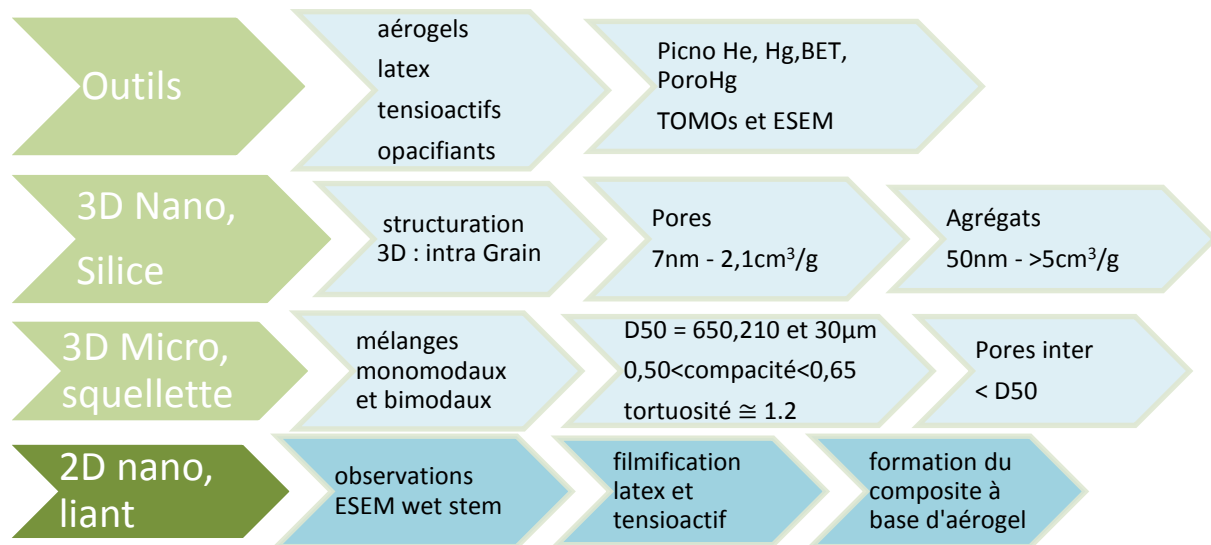 Outils
aérogels
latex
tensioactifs
opacifiants
Picno He, Hg,BET,
PoroHg
TOMOs et ESEM
3D Nano,
Silice
structuration
3D : intra Grain
Pores
7nm - 2,1cm³/g
Agrégats
50nm - >5cm³/g
3D Micro,
squellette
mélanges
monomodaux
et bimodaux
D50 = 650,210 et 30µm
0,50<compacité<0,65
tortuosité ≅ 1.2
Pores inter
< D50
2D nano,
liant
observations
ESEM wet stem
filmification
latex et
tensioactif
formation du
composite à
base d'aérogel